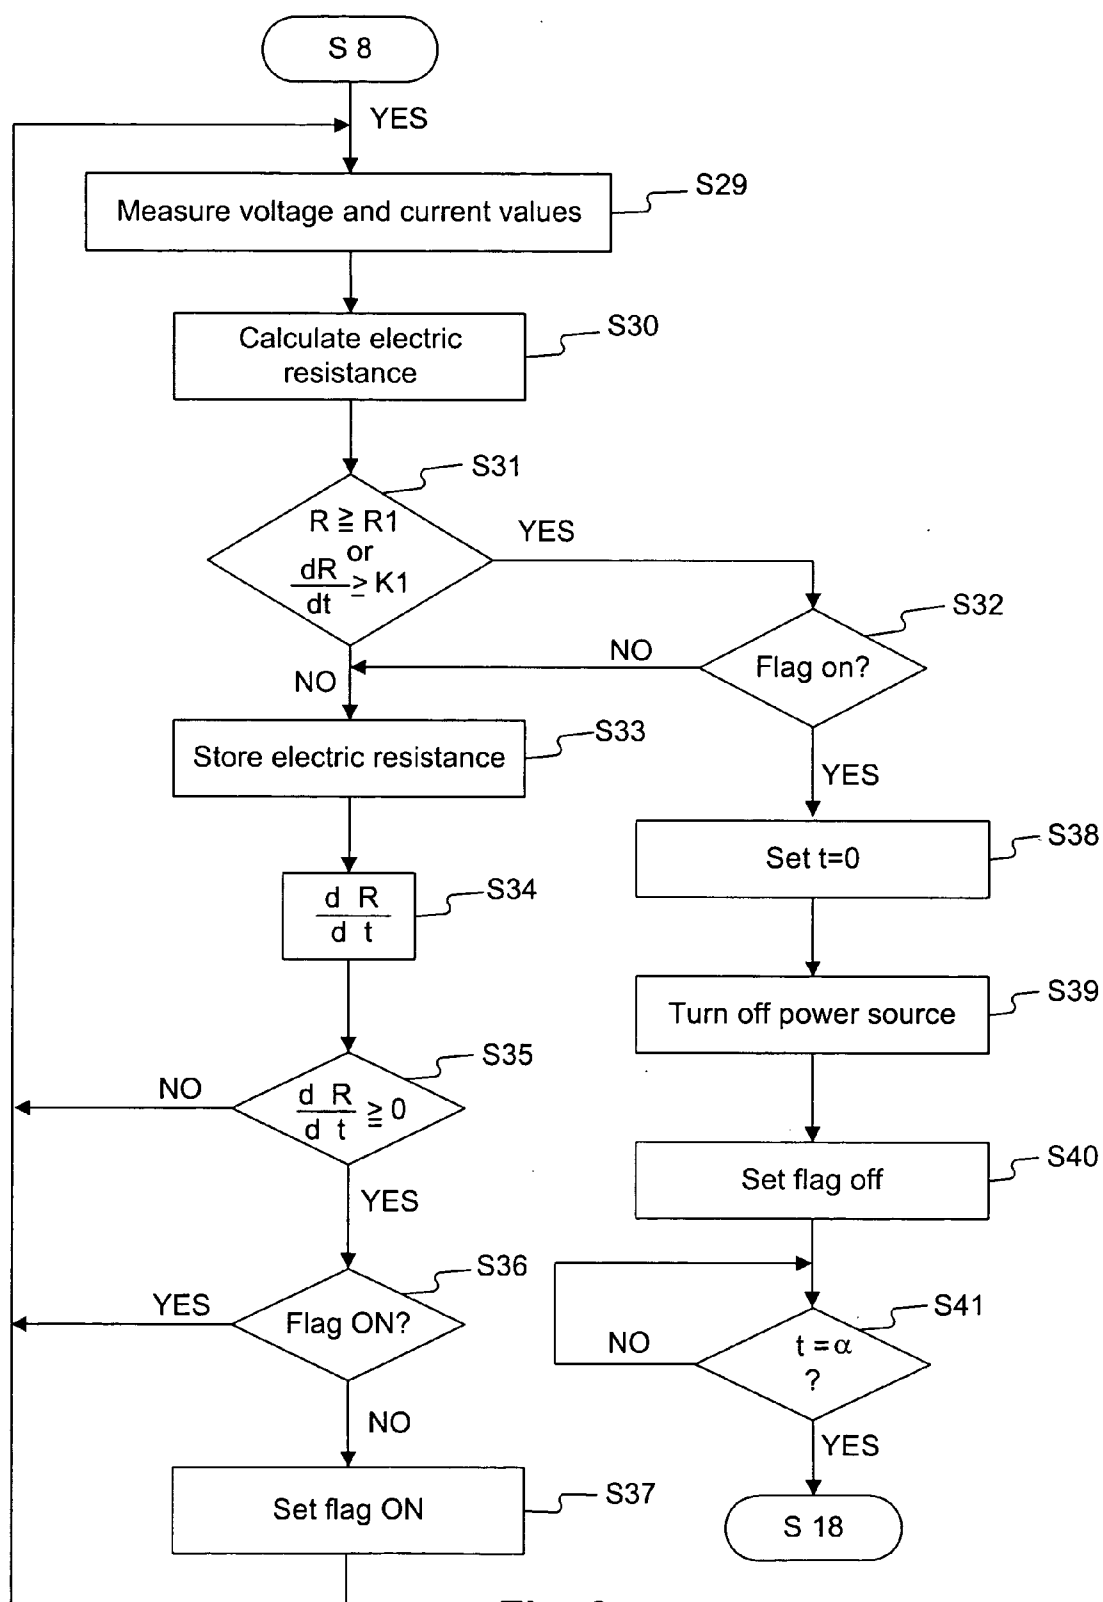 S 8
YES
Measure voltage and current values
S29
Calculate electric
resistance
S30
S31
R ≧ R1
or
dR
dt
≥ K1
YES
S32
Flag on?
NO
NO
Store electric resistance
S33
YES
Set t=0
S38
d R
d t
S34
Turn off power source
S39
S35
d R
d t
≧ 0
NO
YES
Set flag off
S40
S36
Flag ON?
YES
NO
S41
t = α
?
NO
YES
Set flag ON
S37
S 18